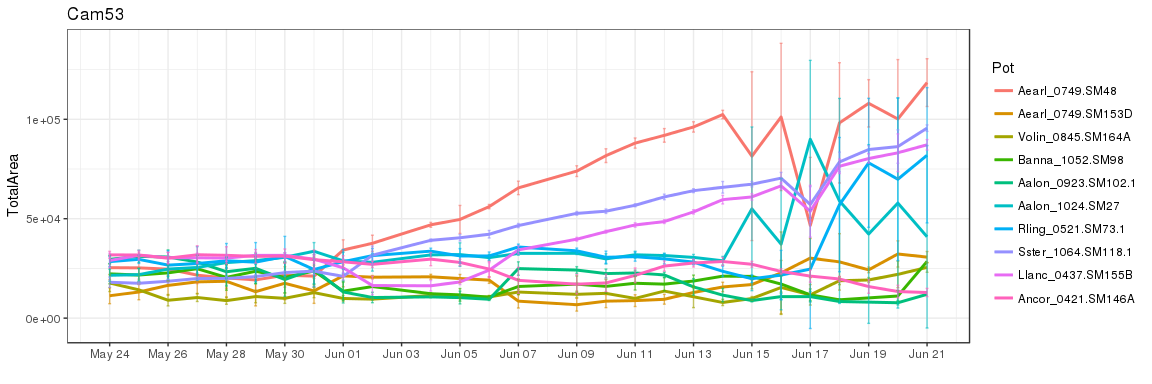 Cam53
TotalArea
1e+05
5e+04
0e+00
May 24 May 26 May 28 May 30 Jun 01 Jun 03 Jun 05 Jun 07 Jun 09 Jun 11 Jun 13 Jun 15 Jun 17 Jun 19 Jun 21
Pot
Aearl_0749.SM48
Aearl_0749.SM153D
Volin_0845.SM164A
Banna_1052.SM98
Aalon_0923.SM102.1
Aalon_1024.SM27
Rling_0521.SM73.1
Sster_1064.SM118.1
Llanc_0437.SM155B
Ancor_0421.SM146A